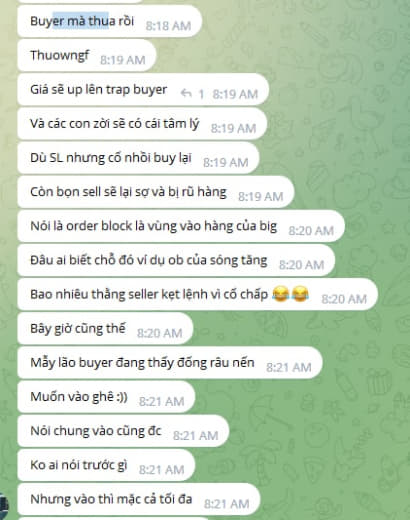 Buyer mà thua rồi 8:18 AM
Thuowngf 8:19 AM
Giá sẽ up lên trap buyer 1 8:19 AM
Và các con zời sẽ có cái tâm lý 8:19 AM
Dù SL nhưng cố nhồi buy lại 8:19 AM
Còn bọn sell sẽ lại sợ và bị rũ hàng 8:19 AM
Nói là order block là vùng vào hàng của big 8:20 AM
Đâu ai biết chỗ đó ví dụ ob của sóng tăng 8:20 AM
Bao nhiêu thằng seller kẹt lệnh vì cố chấp 😂😂 8:20 AM
Bây giờ cũng thế 8:20 AM
Mẫy lão buyer đang thấy đống râu nến 8:21 AM
Muốn vào ghê :)) 8:21 AM
Nói chung vào cũng đc 8:21 AM
Ko ai nói trước gì 8:21 AM
Nhưng vào thì mặc cả tối đa 8:21 AM